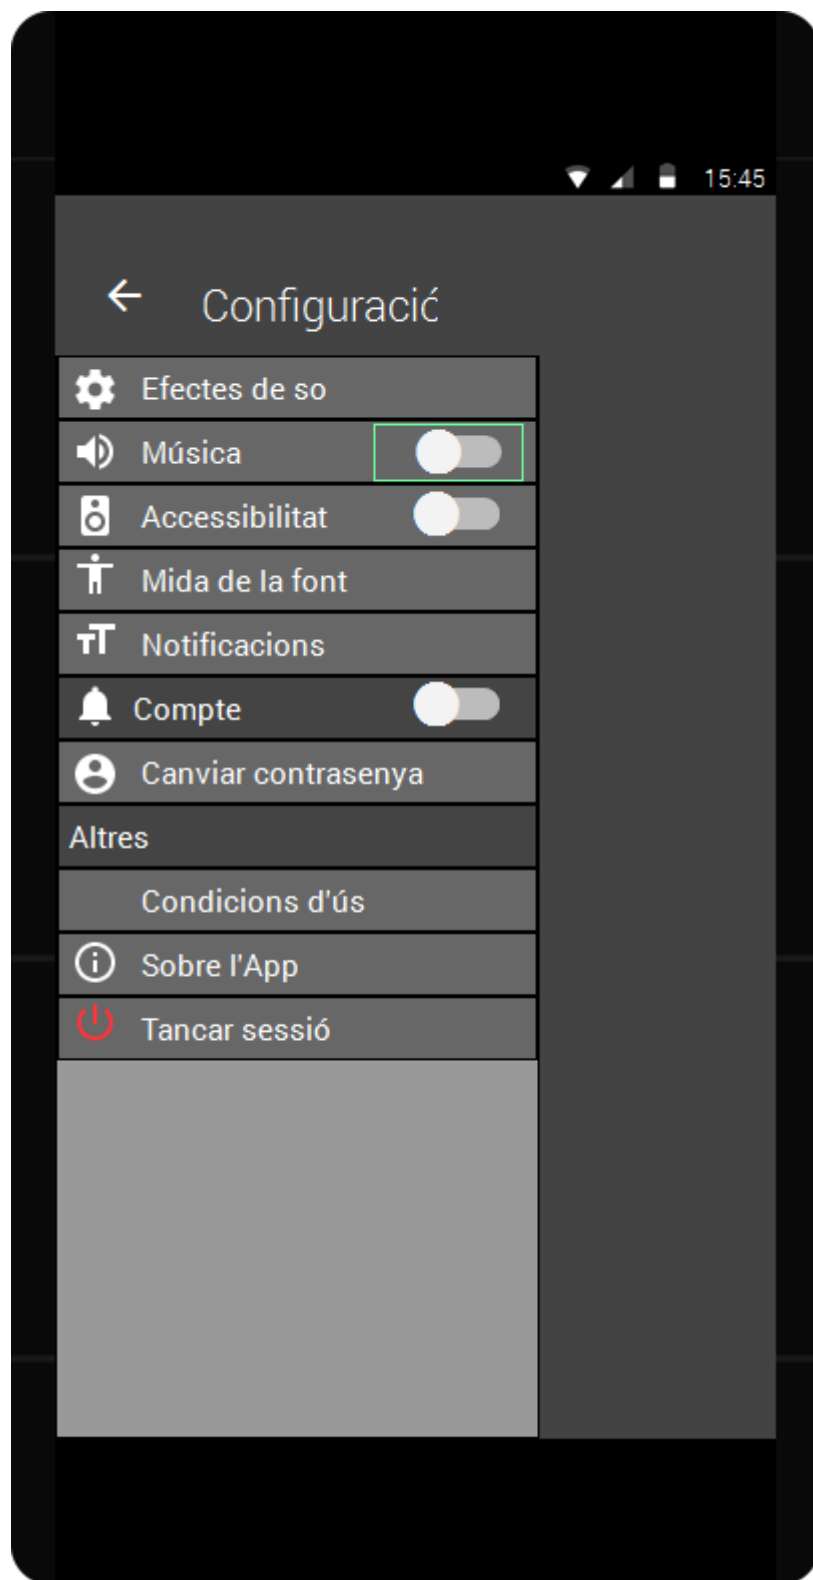 15:45
Configuració
Efectes de so
Música
Accessibilitat
Mida de la font
Notificacions
Compte
Canviar contrasenya
Altres
Condicions d'ús
Sobre l'App
Tancar sessió